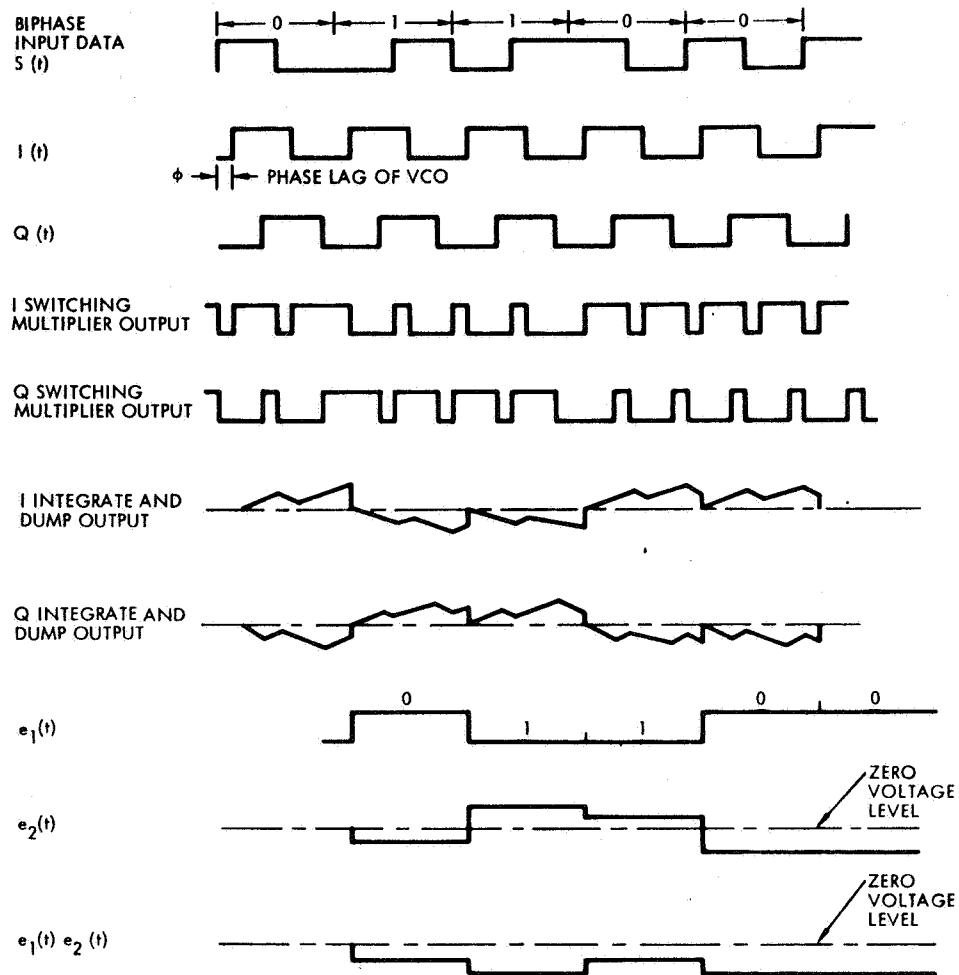 BIPHASE
INPUT DATA
S (t)
0 1 1 0 0
I (t)
ϕ PHASE LAG OF VCO
Q (t)
I SWITCHING
MULTIPLIER OUTPUT
Q SWITCHING
MULTIPLIER OUTPUT
I INTEGRATE AND
DUMP OUTPUT
Q INTEGRATE AND
DUMP OUTPUT
e1(t)
0 1 1 0 0
e2(t)
ZERO
VOLTAGE
LEVEL
e1(t) e2 (t)
ZERO
VOLTAGE
LEVEL